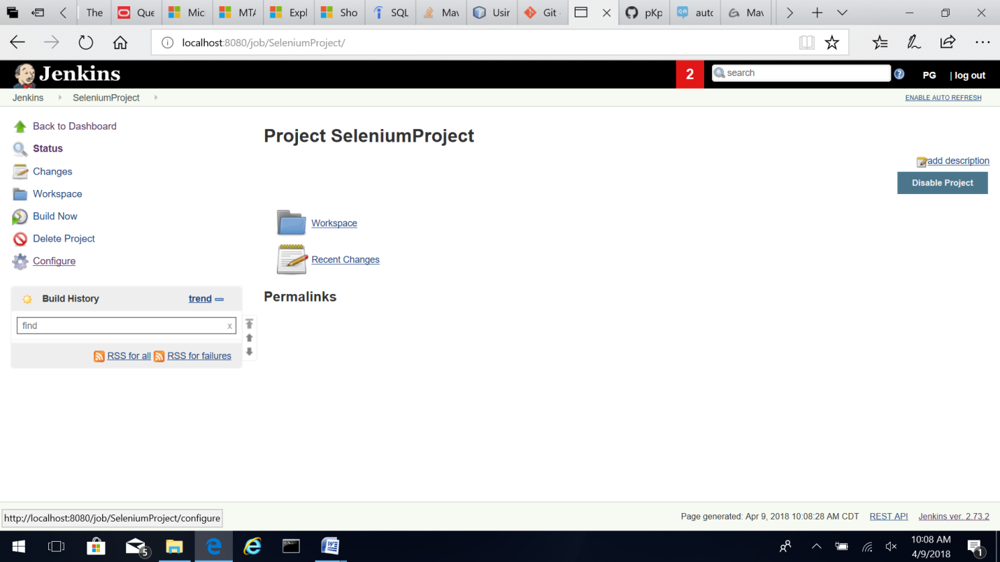 The Que Mic MTA Expl Sho SQL Mav Usin Git pKp auto Mav
localhost:8080/job/SeleniumProject/
Jenkins 2 search PG | log out
Jenkins SeleniumProject ENABLE AUTO REFRESH
Back to Dashboard
Status
Changes
Workspace
Build Now
Delete Project
Configure
Project SeleniumProject
add description
Disable Project
Workspace
Recent Changes
Permalinks
Build History trend
find x
RSS for all RSS for failures
http://localhost:8080/job/SeleniumProject/configure
Page generated: Apr 9, 2018 10:08:28 AM CDT REST API Jenkins ver. 2.73.2
5
10:08 AM
4/9/2018
1